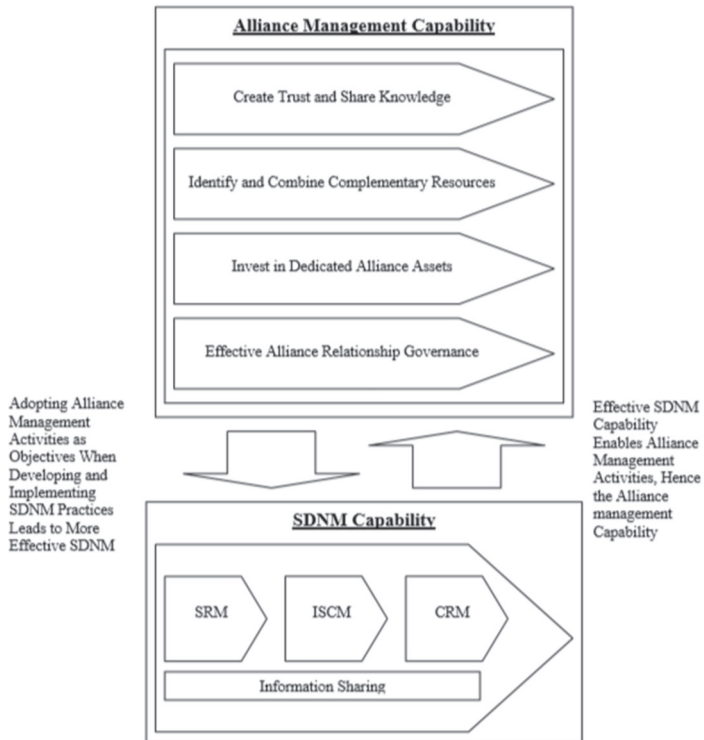 Alliance Management Capability
Create Trust and Share Knowledge
Identify and Combine Complementary Resources
Invest in Dedicated Alliance Assets
Effective Alliance Relationship Governance
Adopting Alliance
Management
Activities as
Objectives When
Developing and
Implementing
SDNM Practices
Leads to More
Effective SDNM
Effective SDNM
Capability
Enables Alliance
Management
Activities, Hence
the Alliance
management
Capability
SDNM Capability
SRM
ISCM
CRM
Information Sharing